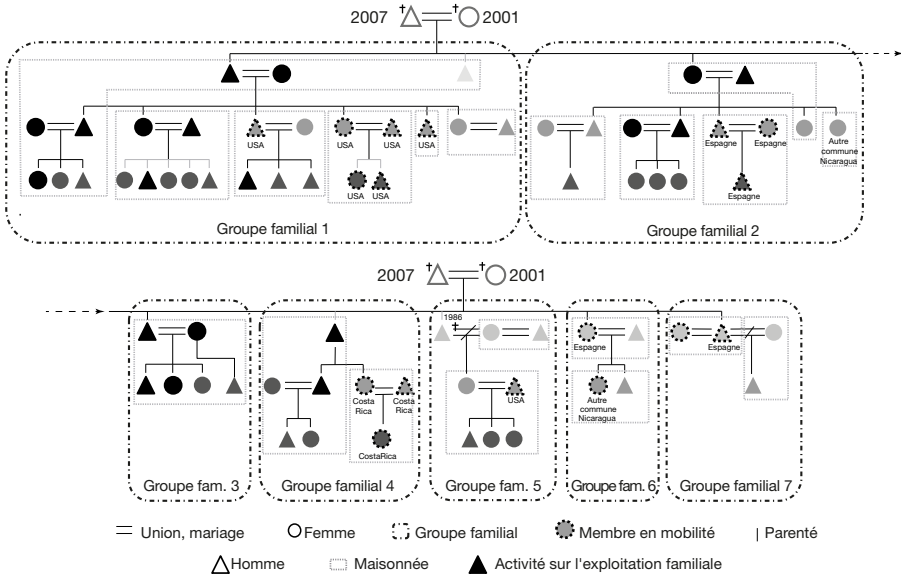 2007 † † 2001
USA USA USA USA
USA USA
Espagne Espagne
Espagne
Autre
commune
Nicaragua
Groupe familial 1
Groupe familial 2
2007 † † 2001
1986
†
Espagne
Espagne
Costa
Rica
Costa
Rica
USA
Autre
commune
Nicaragua
CostaRica
Groupe fam. 3
Groupe familial 4
Groupe fam. 5
Groupe fam. 6
Groupe familial 7
Union, mariage
Femme
Groupe familial
Membre en mobilité
Parenté
Homme
Maisonnée
Activité sur l'exploitation familiale